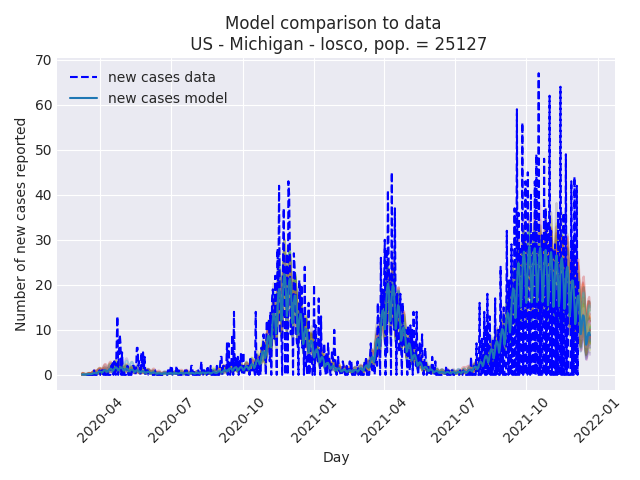 Model comparison to data
US - Michigan - Iosco, pop. = 25127
new cases data
new cases model
Number of new cases reported
70
60
50
40
30
20
10
0
2020-04
2020-07
2020-10
2021-01
2021-04
2021-07
2021-10
2022-01
Day